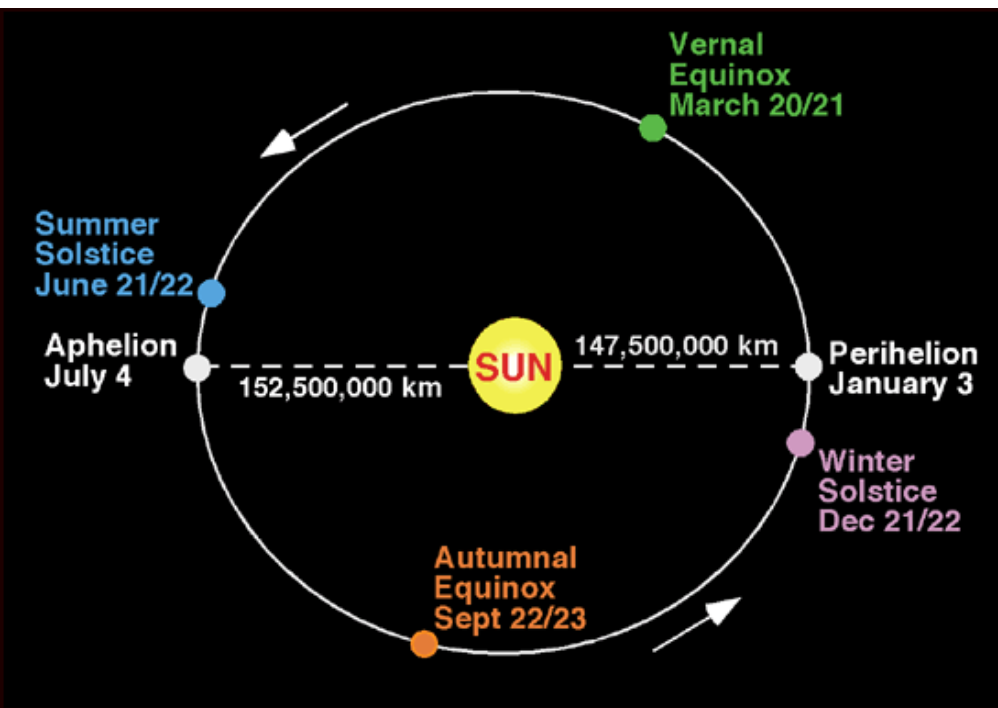 Vernal
Equinox
March 20/21
Summer
Solstice
June 21/22
Aphelion
July 4
152,500,000 km
SUN
147,500,000 km
Perihelion
January 3
Winter
Solstice
Dec 21/22
Autumnal
Equinox
Sept 22/23